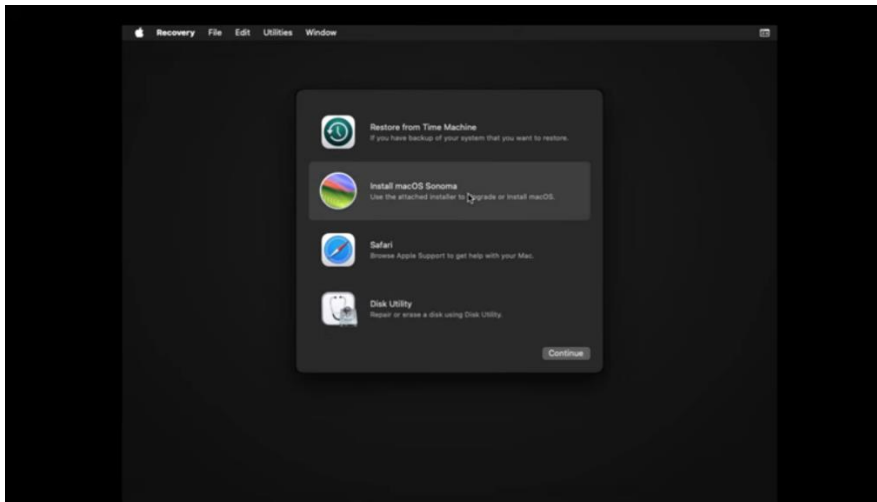 Recovery File Edit Utilities Window
Restore from Time Machine
If you have backup of your system that you want to restore.
Install macOS Sonoma
Use the attached installer to upgrade or install macOS.
Safari
Browse Apple Support to get help with your Mac.
Disk Utility
Repair or erase a disk using Disk Utility.
Continue